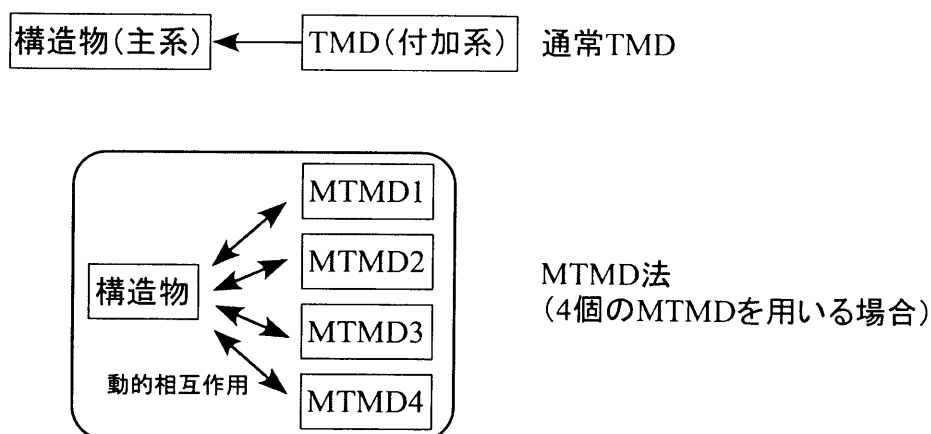 構造物(主系) TMD(付加系) 通常TMD
MTMD1
MTMD2
構造物
MTMD3
動的相互作用
MTMD4
MTMD法
(4個のMTMDを用いる場合)